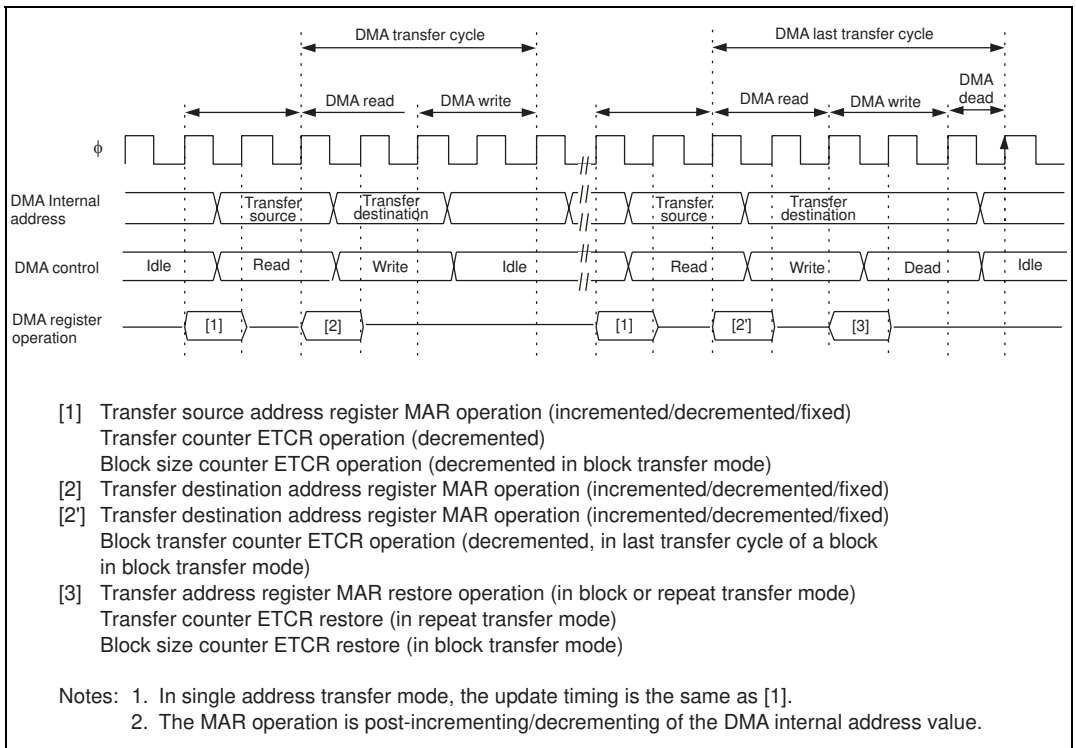 DMA transfer cycle DMA last transfer cycle
DMA read DMA write DMA read DMA write DMA dead
ϕ
DMA Internal address Transfer source Transfer destination Transfer source Transfer destination
DMA control Idle Read Write Idle Read Write Dead Idle
DMA register operation [1] [2] [1] [2'] [3]
[1] Transfer source address register MAR operation (incremented/decremented/fixed)
Transfer counter ETCR operation (decremented)
Block size counter ETCR operation (decremented in block transfer mode)
[2] Transfer destination address register MAR operation (incremented/decremented/fixed)
[2'] Transfer destination address register MAR operation (incremented/decremented/fixed)
Block transfer counter ETCR operation (decremented, in last transfer cycle of a block
in block transfer mode)
[3] Transfer address register MAR restore operation (in block or repeat transfer mode)
Transfer counter ETCR restore (in repeat transfer mode)
Block size counter ETCR restore (in block transfer mode)
Notes: 1. In single address transfer mode, the update timing is the same as [1].
2. The MAR operation is post-incrementing/decrementing of the DMA internal address value.